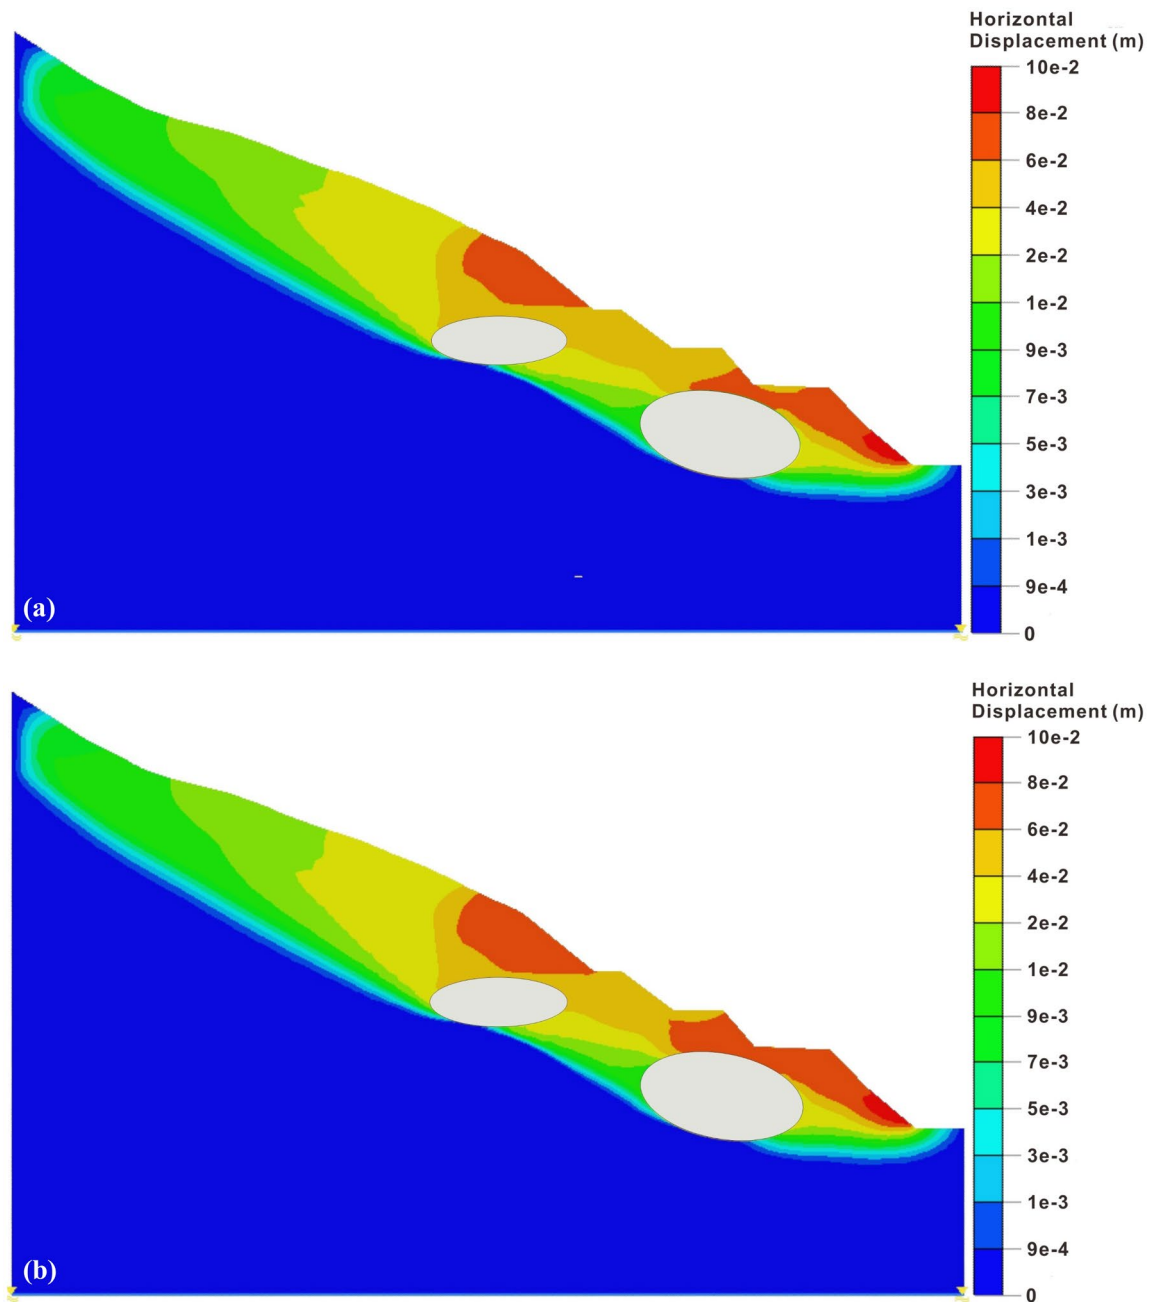 Horizontal
Displacement (m)
10e-2
8e-2
6e-2
4e-2
2e-2
1e-2
9e-3
7e-3
5e-3
3e-3
1e-3
9e-4
0
(a)
Horizontal
Displacement (m)
10e-2
8e-2
6e-2
4e-2
2e-2
1e-2
9e-3
7e-3
5e-3
3e-3
1e-3
9e-4
0
(b)